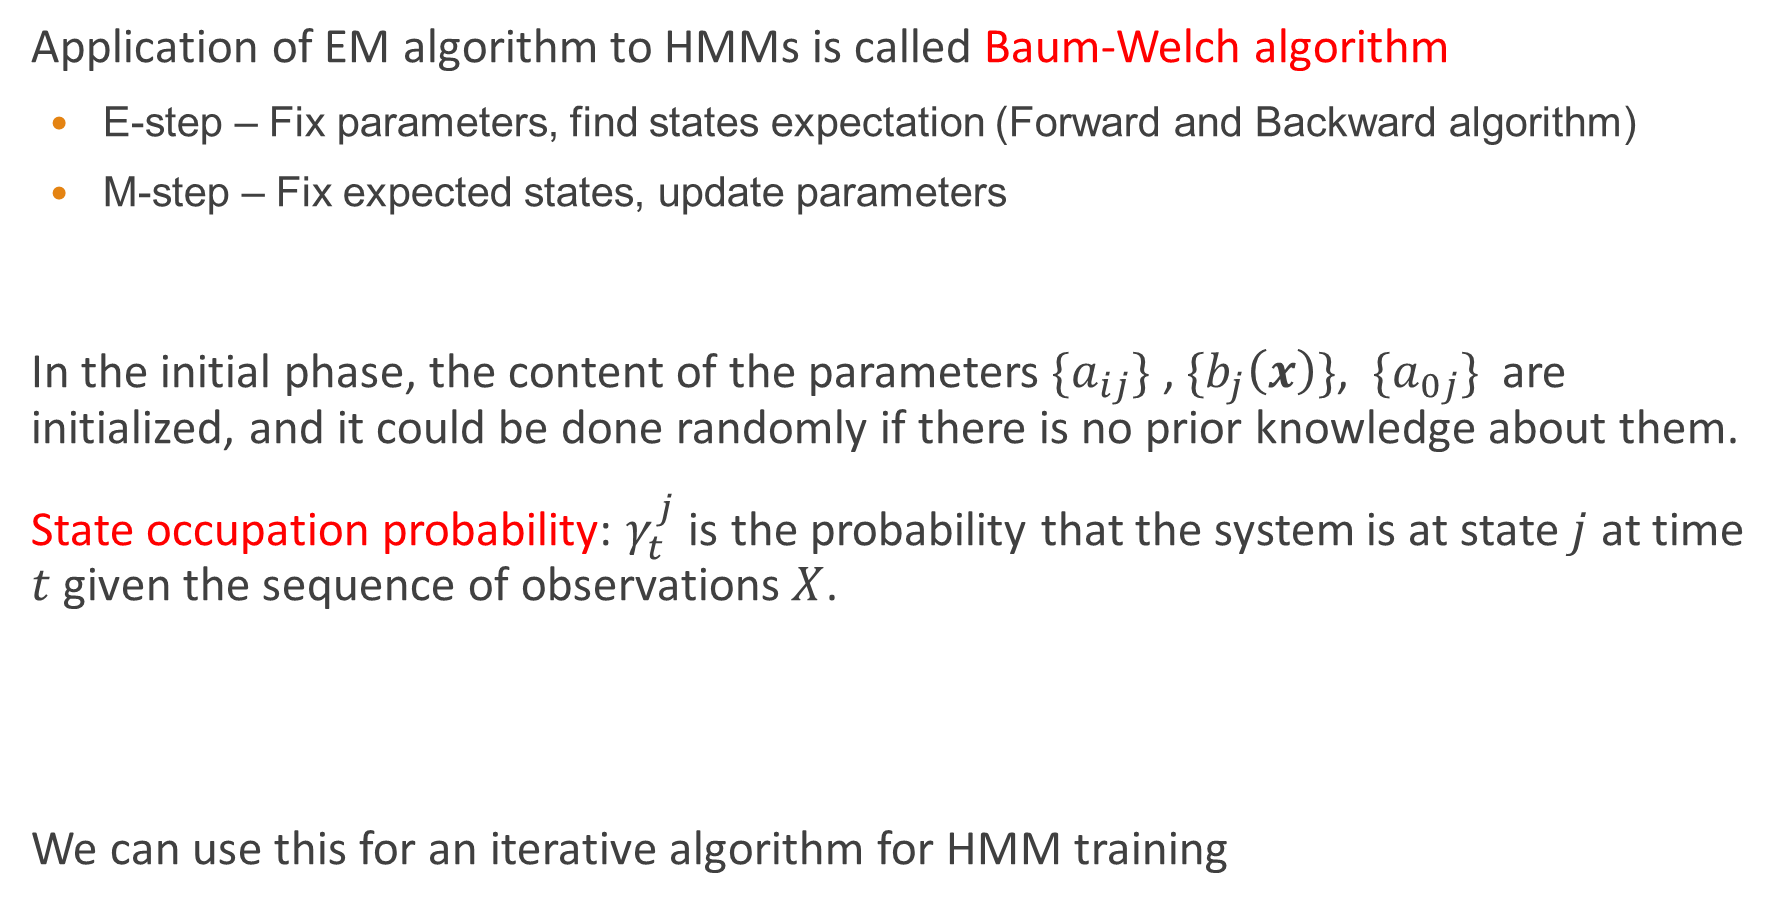 Application of EM algorithm to HMMs is called Baum-Welch algorithm
• E-step – Fix parameters, find states expectation (Forward and Backward algorithm)
• M-step – Fix expected states, update parameters
In the initial phase, the content of the parameters {a_{ij}} , {b_j(x)}, {a_{0j}} are
initialized, and it could be done randomly if there is no prior knowledge about them.
State occupation probability: γ_t^j is the probability that the system is at state j at time
t given the sequence of observations X.
We can use this for an iterative algorithm for HMM training